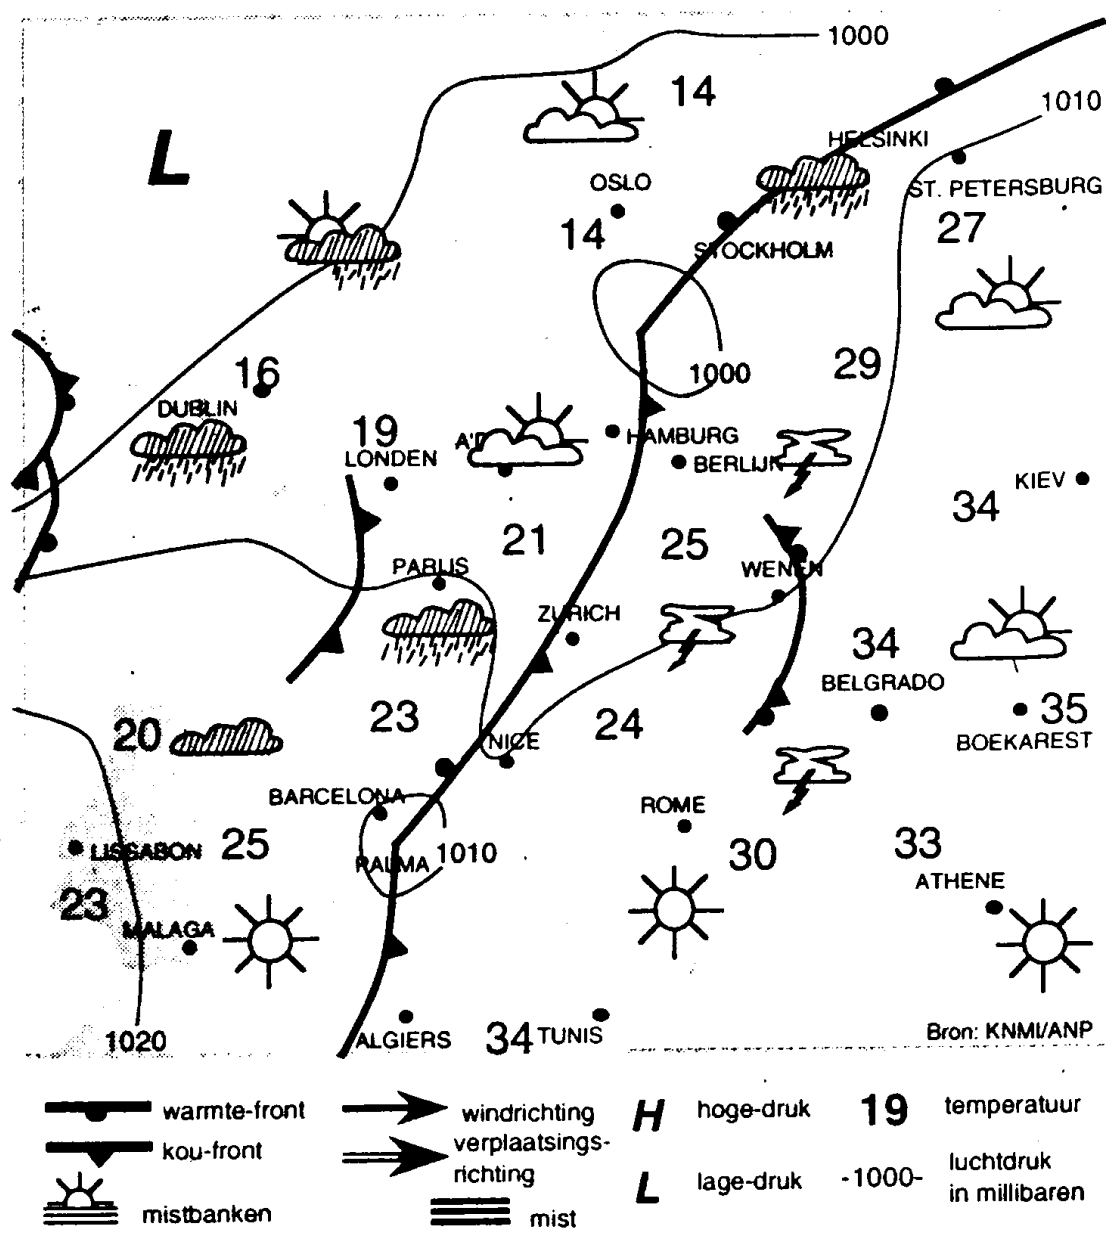 1000
14
1010
L
HELSINKI
OSLO
ST. PETERSBURG
14
STOCKHOLM
27
16
1000
29
DUBLIN
19
LONDEN
HAMBURG
BERLIJN
KIEV
34
21
25
PARIJS
WENEN
ZURICH
34
BELGRADO
20
23
24
35
NICE
BOEKAREST
BARCELONA
ROME
LISSABON
25
PALMA
1010
30
33
ATHENE
23
MALAGA
1020
ALGIERS
34
TUNIS
Bron: KNMI/ANP
warmte-front
windrichting
H
hoge-druk
19
temperatuur
kou-front
verplaatsings-
richting
L
lage-druk
-1000-
luchtdruk
in millibaren
mistbanken
mist